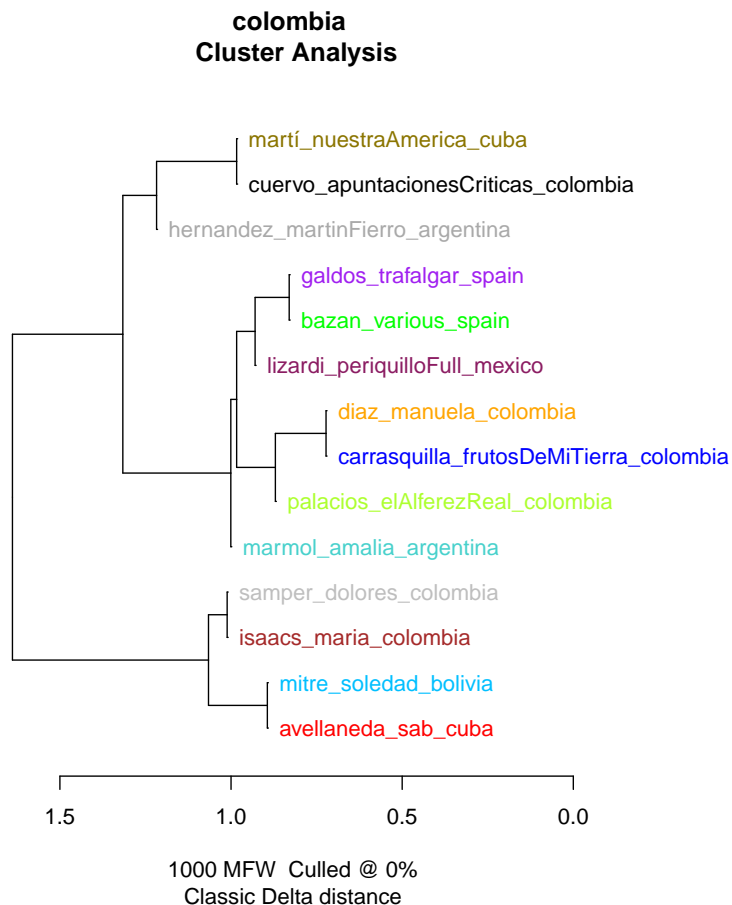 colombia
Cluster Analysis
martí_nuestraAmerica_cuba
cuervo_apuntacionesCriticas_colombia
hernandez_martinFierro_argentina
galdos_trafalgar_spain
bazan_various_spain
lizardi_periquilloFull_mexico
diaz_manuela_colombia
carrasquilla_frutosDeMiTierra_colombia
palacios_elAlferezReal_colombia
marmol_amalia_argentina
samper_dolores_colombia
isaacs_maria_colombia
mitre_soledad_bolivia
avellaneda_sab_cuba
1.5 1.0 0.5 0.0
1000 MFW Culled @ 0%
Classic Delta distance